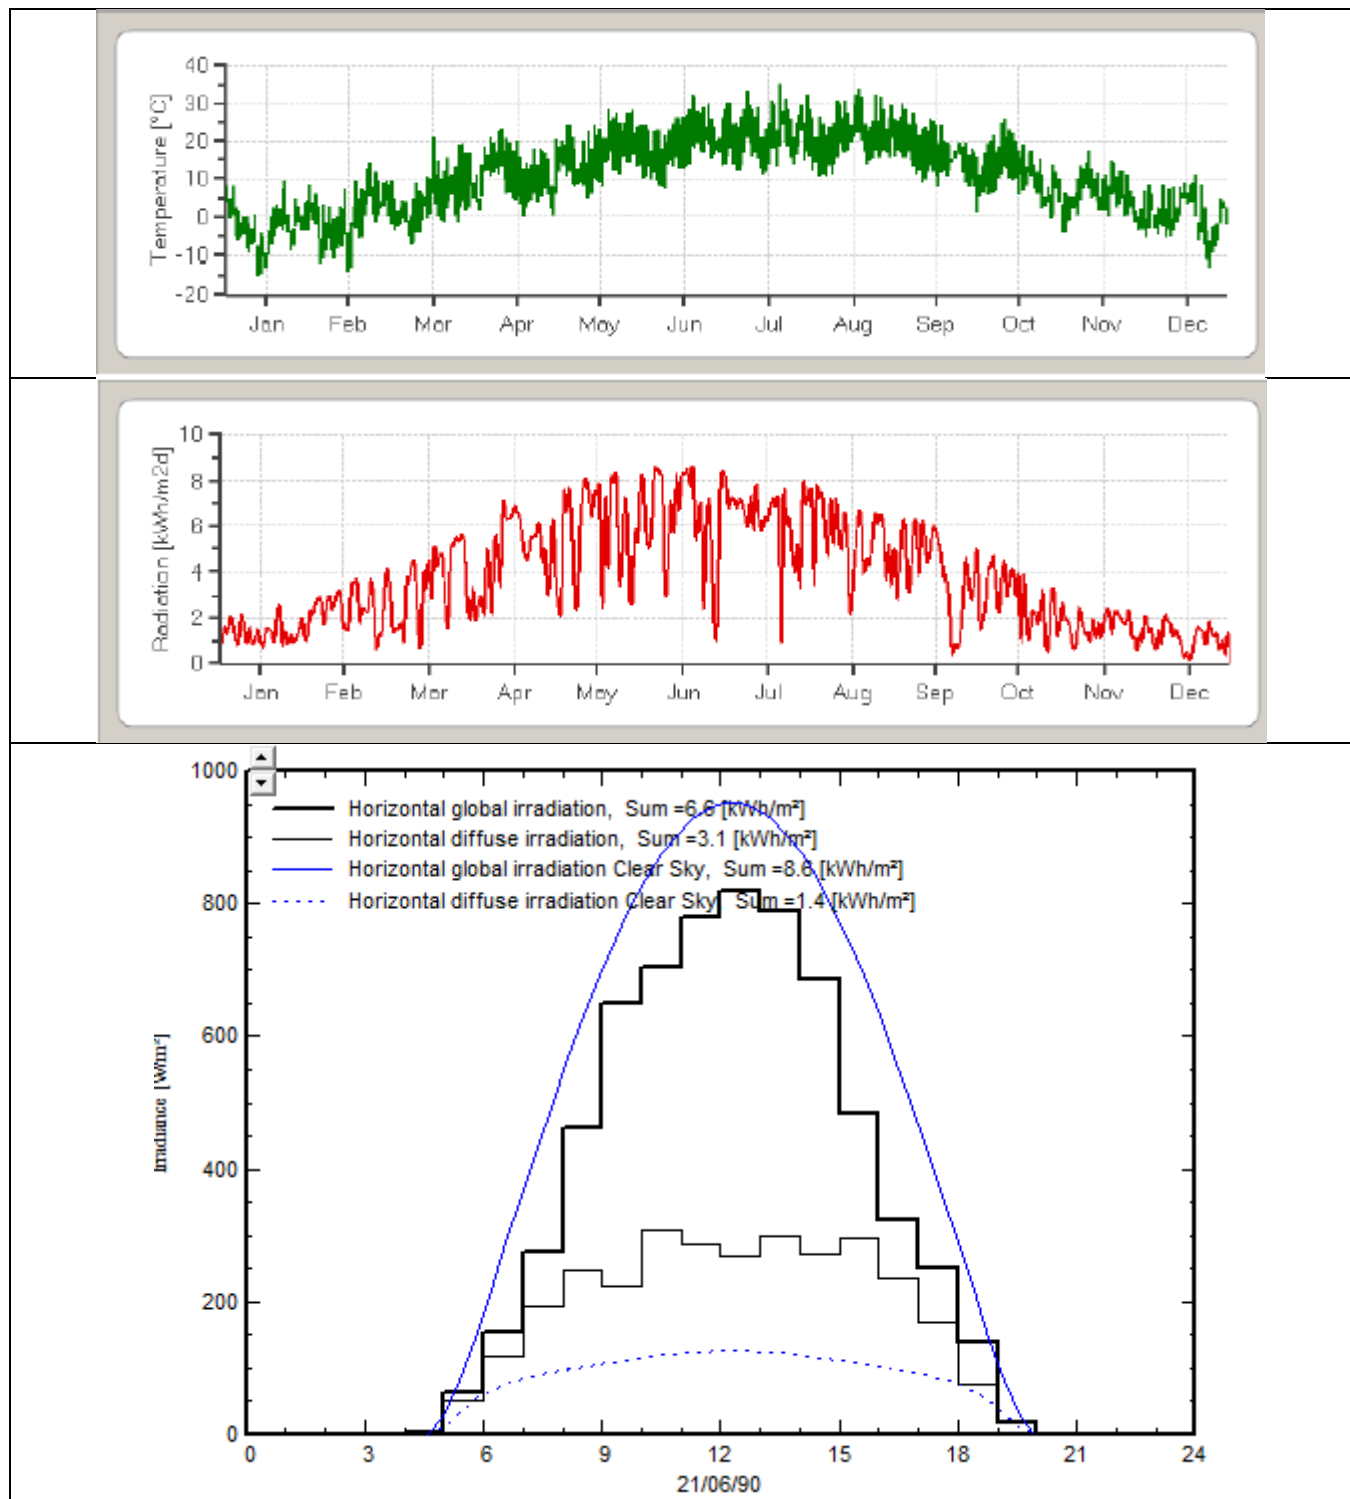 40
30
20
10
0
-10
-20
Temperature [°C]
Jan Feb Mar Apr May Jun Jul Aug Sep Oct Nov Dec
10
8
6
4
2
0
Radiation [kWh/m2d]
Jan Feb Mar Apr May Jun Jul Aug Sep Oct Nov Dec
1000
Horizontal global irradiation, Sum =6.6 [kWh/m²]
Horizontal diffuse irradiation, Sum =3.1 [kWh/m²]
Horizontal global irradiation Clear Sky, Sum =8.6 [kWh/m²]
Horizontal diffuse irradiation Clear Sky, Sum =1.4 [kWh/m²]
800
600
400
200
0
Irradiance [W/m²]
0 3 6 9 12 15 18 21 24
21/06/90